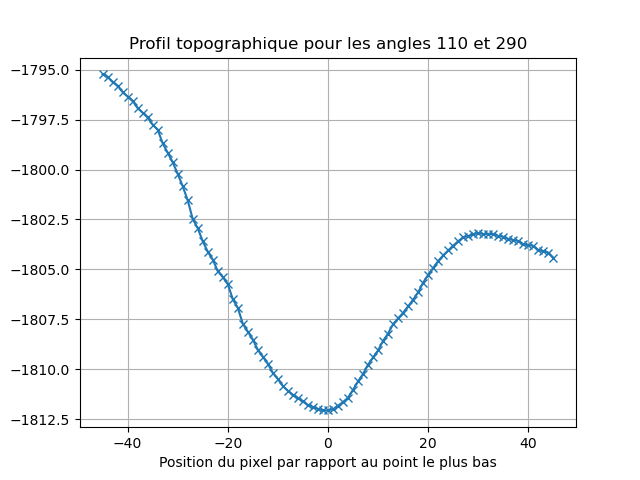 Profil topographique pour les angles 110 et 290
−1795.0
−1797.5
−1800.0
−1802.5
−1805.0
−1807.5
−1810.0
−1812.5
−40 −20 0 20 40
Position du pixel par rapport au point le plus bas